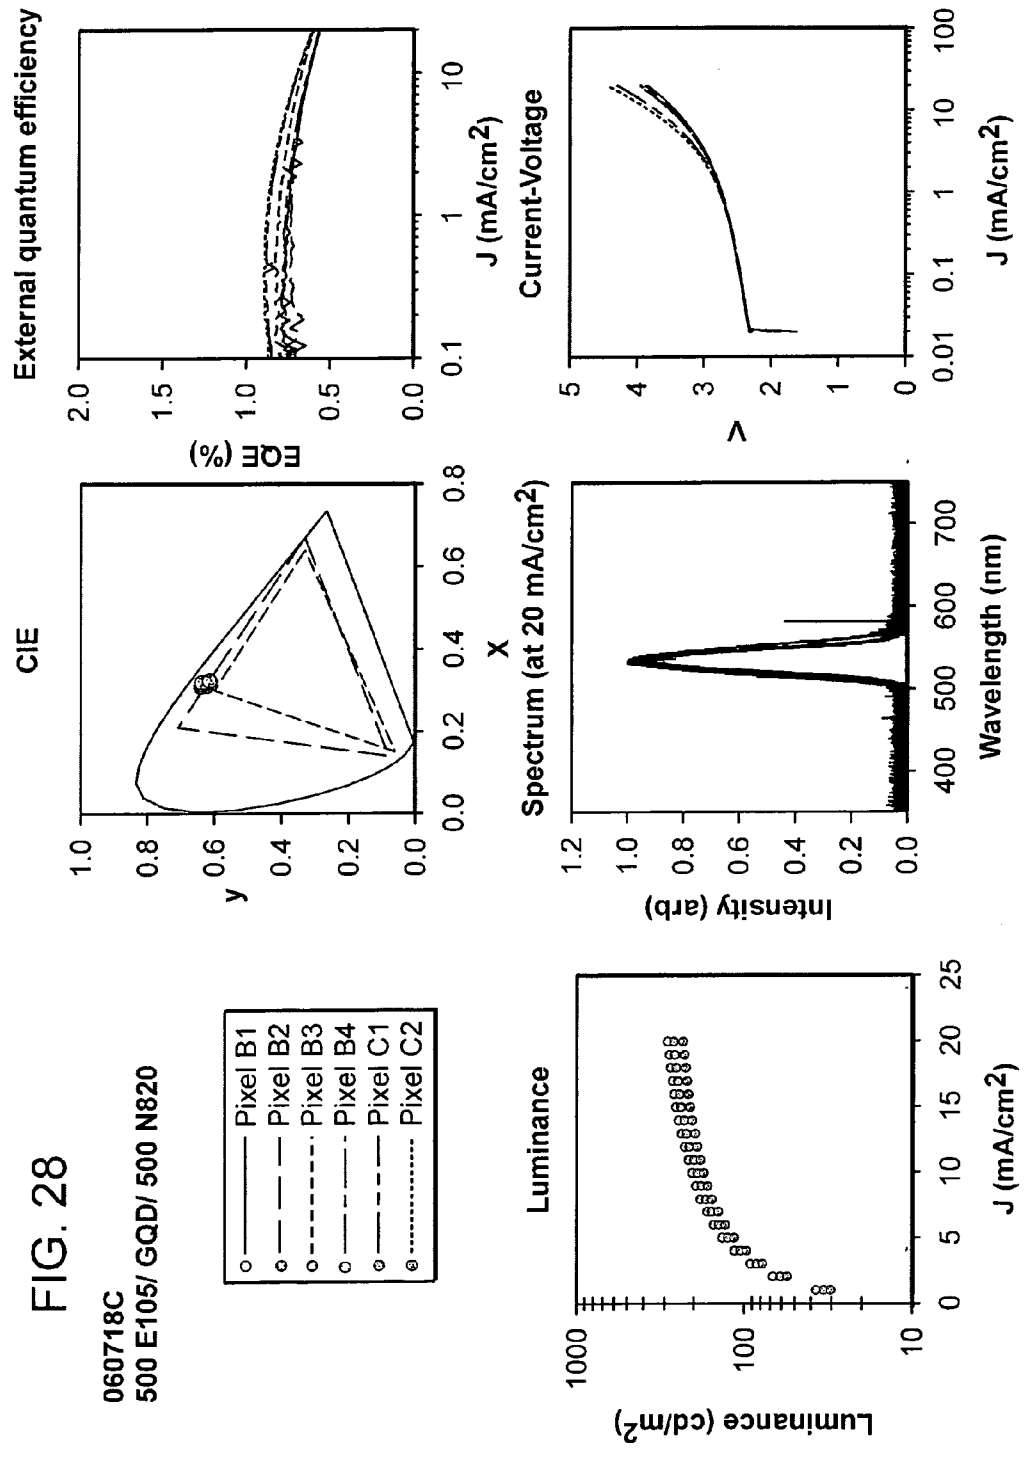 FIG. 28
060718C
500 E105/ GQD/ 500 N820
Pixel B1
Pixel B2
Pixel B3
Pixel B4
Pixel C1
Pixel C2
CIE
y
1.0
0.8
0.6
0.4
0.2
0.0
0.0 0.2 0.4 0.6 0.8
X
External quantum efficiency
EQE (%)
2.0
1.5
1.0
0.5
0.0
0.1 1 10
J (mA/cm2)
Luminance
Luminance (cd/m2)
1000
100
10
0 5 10 15 20 25
J (mA/cm2)
Spectrum (at 20 mA/cm2)
Intensity (arb)
1.2
1.0
0.8
0.6
0.4
0.2
0.0
400 500 600 700
Wavelength (nm)
Current-Voltage
V
5
4
3
2
1
0
0.01 0.1 1 10 100
J (mA/cm2)